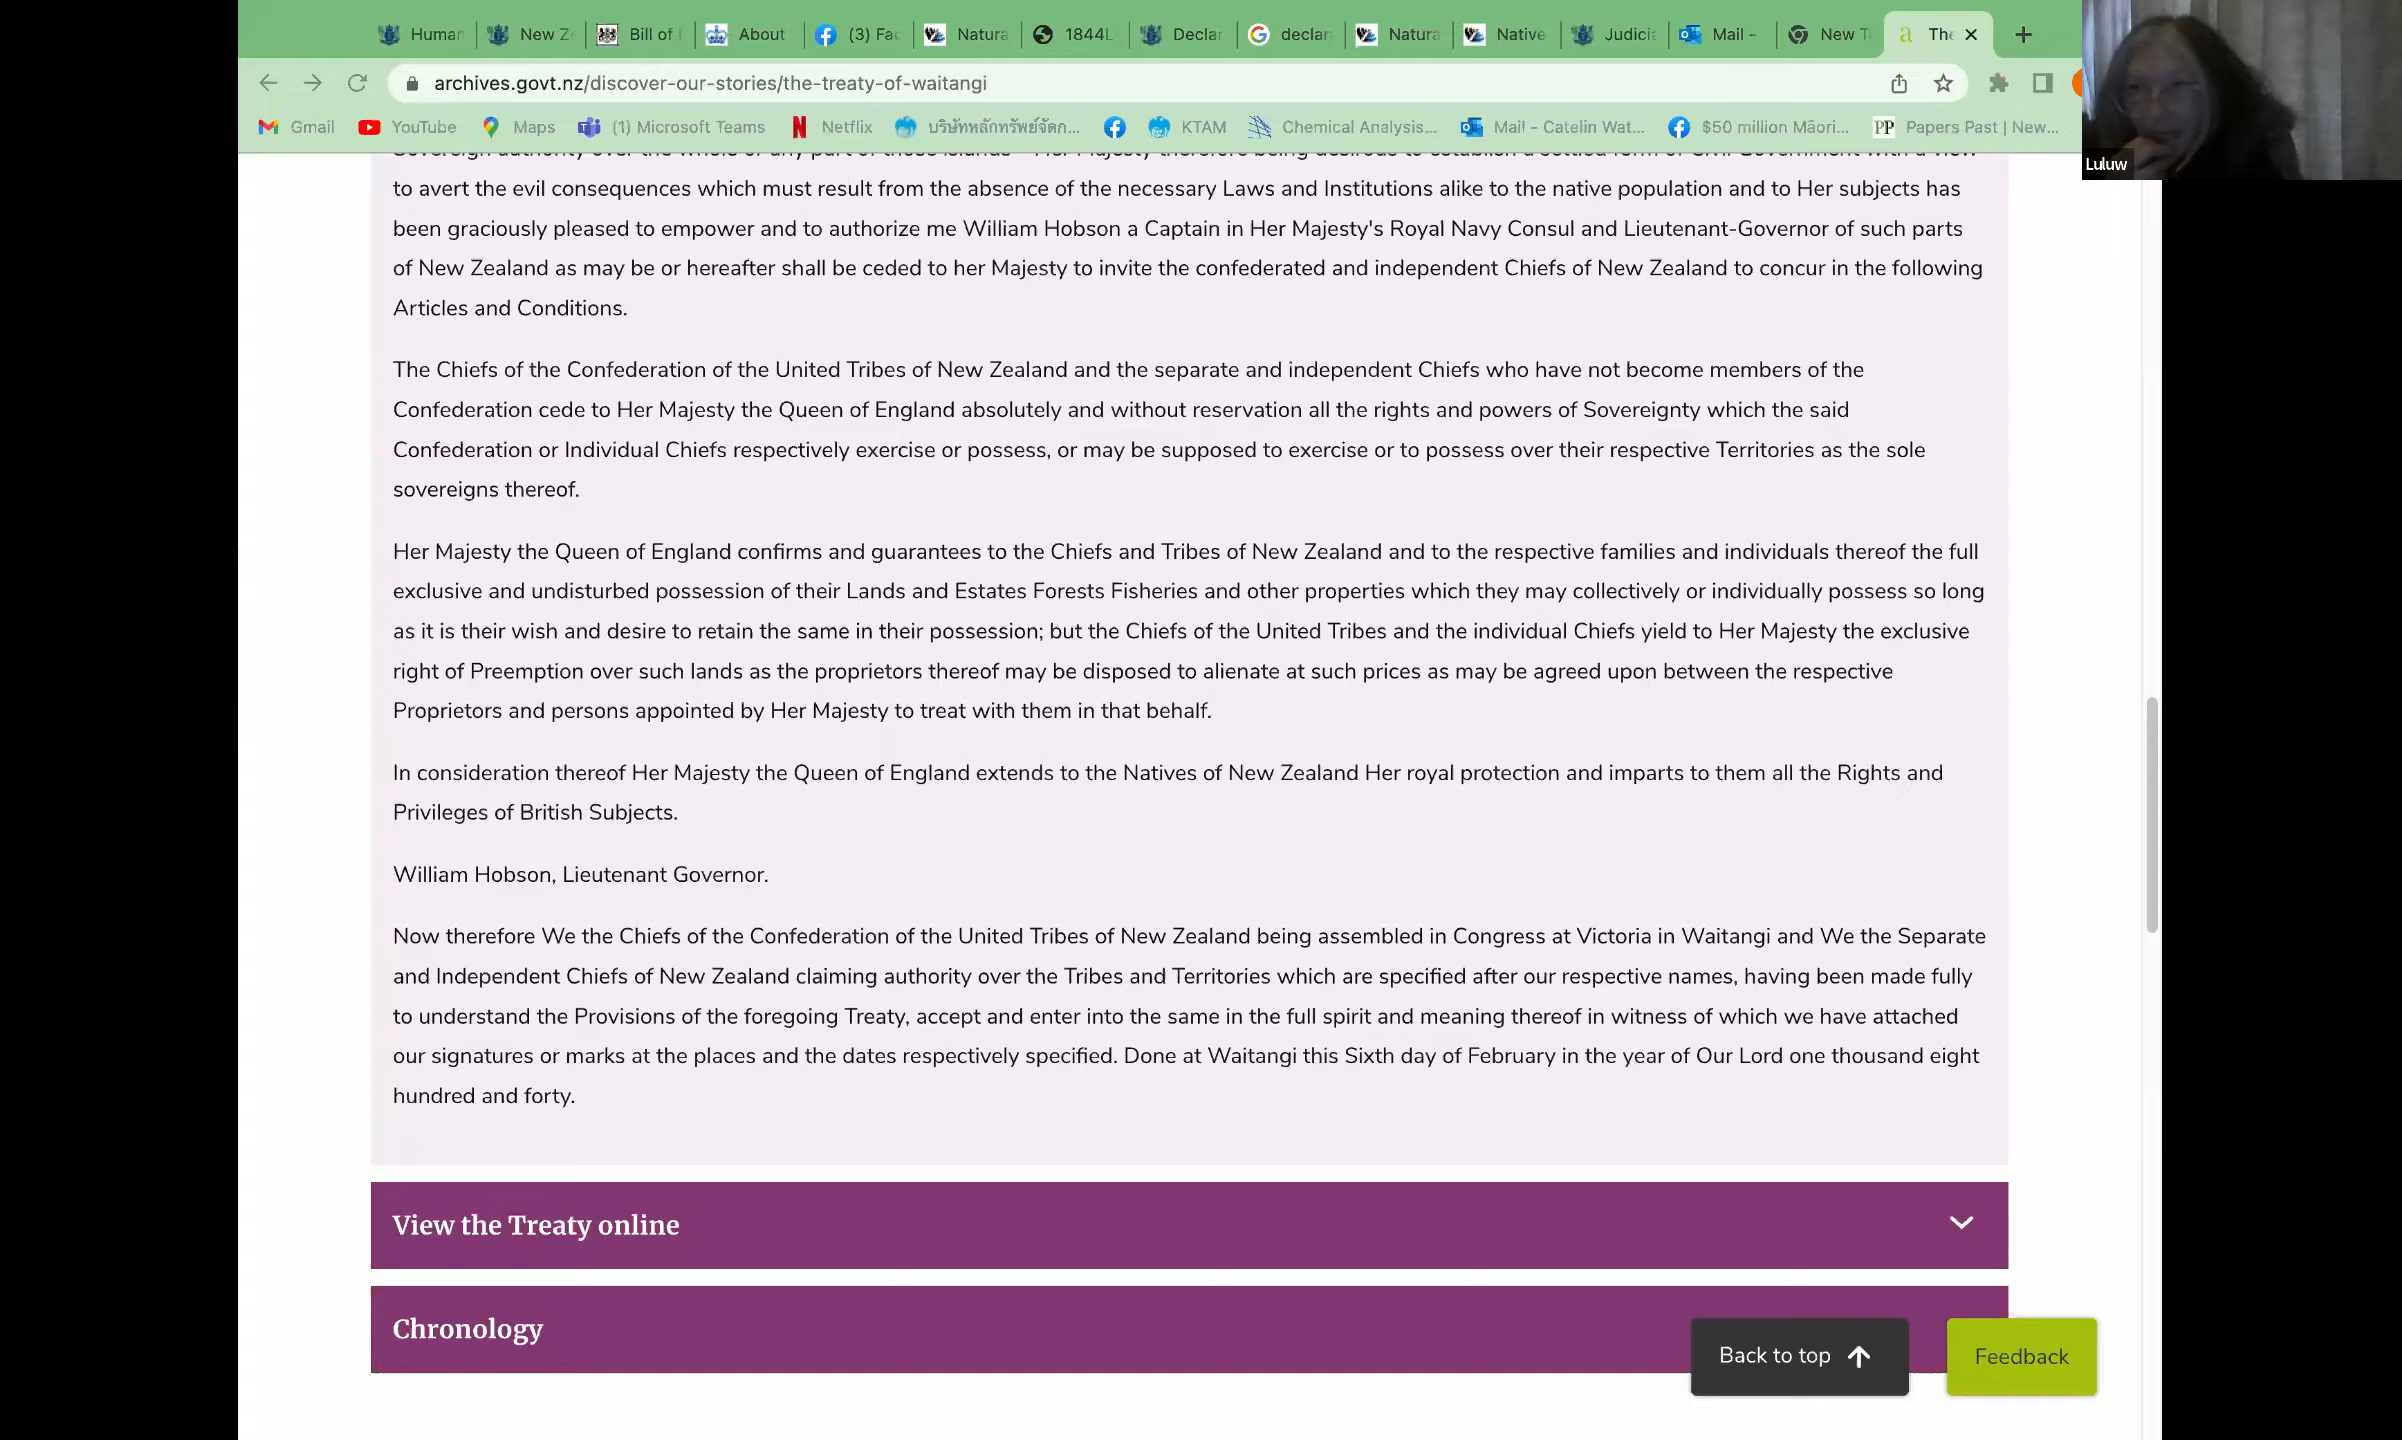 Human
New Z
Bill of
About
(3) Fac
Natura
1844L
Declar
declar
Natura
Native
Judicia
Mail -
New T
The
archives.govt.nz/discover-our-stories/the-treaty-of-waitangi
Gmail
YouTube
Maps
(1) Microsoft Teams
Netflix
บริษัทหลักทรัพย์จัดก...
KTAM
Chemical Analysis...
Mail - Catelin Wat...
$50 million Māori...
Papers Past | New...
Luluw
Sovereign authority over the whole or any part of those islands – Her Majesty therefore being desirous to establish a settled form of Civil Government with a view
to avert the evil consequences which must result from the absence of the necessary Laws and Institutions alike to the native population and to Her subjects has
been graciously pleased to empower and to authorize me William Hobson a Captain in Her Majesty's Royal Navy Consul and Lieutenant-Governor of such parts
of New Zealand as may be or hereafter shall be ceded to her Majesty to invite the confederated and independent Chiefs of New Zealand to concur in the following
Articles and Conditions.
The Chiefs of the Confederation of the United Tribes of New Zealand and the separate and independent Chiefs who have not become members of the
Confederation cede to Her Majesty the Queen of England absolutely and without reservation all the rights and powers of Sovereignty which the said
Confederation or Individual Chiefs respectively exercise or possess, or may be supposed to exercise or to possess over their respective Territories as the sole
sovereigns thereof.
Her Majesty the Queen of England confirms and guarantees to the Chiefs and Tribes of New Zealand and to the respective families and individuals thereof the full
exclusive and undisturbed possession of their Lands and Estates Forests Fisheries and other properties which they may collectively or individually possess so long
as it is their wish and desire to retain the same in their possession; but the Chiefs of the United Tribes and the individual Chiefs yield to Her Majesty the exclusive
right of Preemption over such lands as the proprietors thereof may be disposed to alienate at such prices as may be agreed upon between the respective
Proprietors and persons appointed by Her Majesty to treat with them in that behalf.
In consideration thereof Her Majesty the Queen of England extends to the Natives of New Zealand Her royal protection and imparts to them all the Rights and
Privileges of British Subjects.
William Hobson, Lieutenant Governor.
Now therefore We the Chiefs of the Confederation of the United Tribes of New Zealand being assembled in Congress at Victoria in Waitangi and We the Separate
and Independent Chiefs of New Zealand claiming authority over the Tribes and Territories which are specified after our respective names, having been made fully
to understand the Provisions of the foregoing Treaty, accept and enter into the same in the full spirit and meaning thereof in witness of which we have attached
our signatures or marks at the places and the dates respectively specified. Done at Waitangi this Sixth day of February in the year of Our Lord one thousand eight
hundred and forty.
View the Treaty online
Chronology
Back to top
Feedback